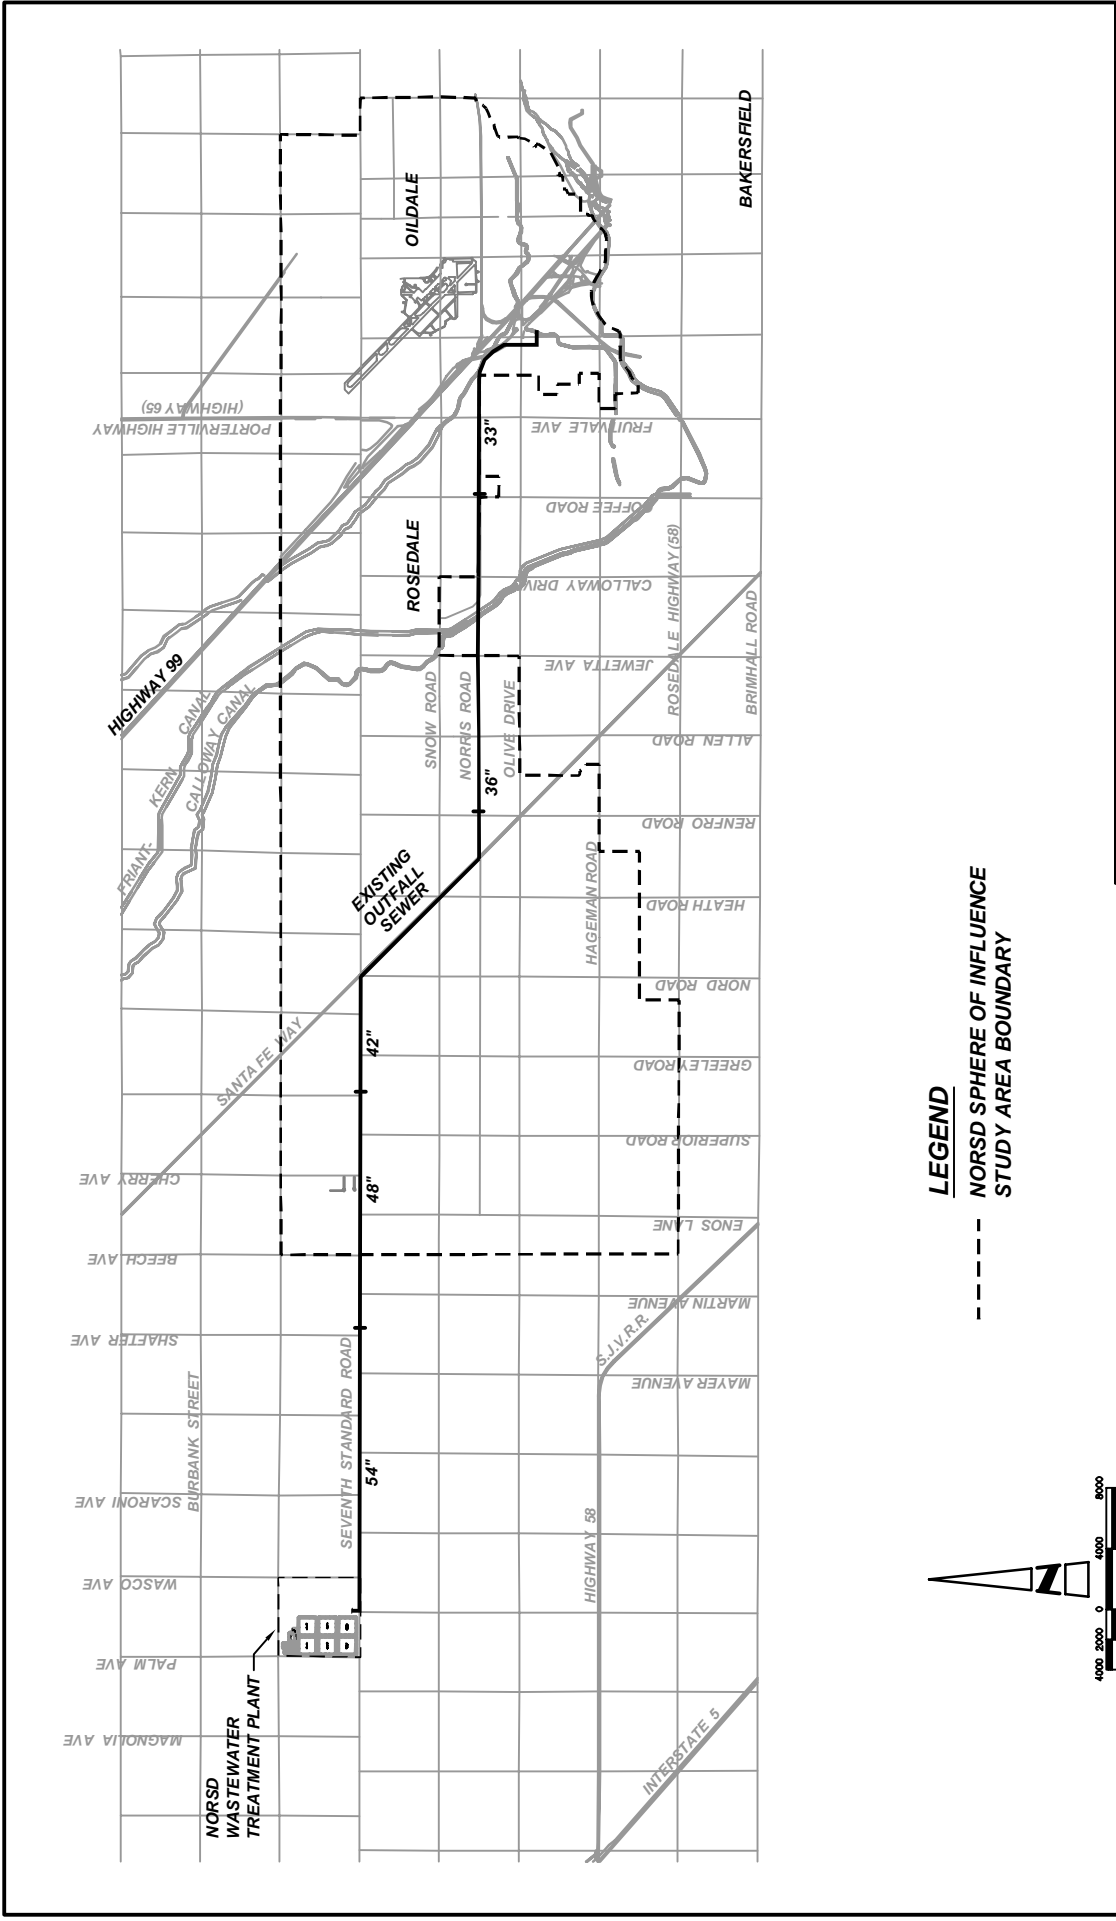 MAGNOLIA AVE
PALM AVE
WASCO AVE
SCARONI AVE
SHAFTER AVE
BEECH AVE
CHERRY AVE
PORTERVILLE HIGHWAY
(HIGHWAY 65)
NORSD
WASTEWATER
TREATMENT PLANT
BURBANK STREET
SEVENTH STANDARD ROAD
SANTA FE WAY
FRIANT-
KERN
CANAL
CALLOWAY CANAL
HIGHWAY 99
54"
48"
42"
EXISTING
OUTFALL
SEWER
36"
33"
ROSEDALE
OILDALE
BAKERSFIELD
SNOW ROAD
NORRIS ROAD
OLIVE DRIVE
HAGEMAN ROAD
ROSEDALE HIGHWAY (58)
BRIMHALL ROAD
HIGHWAY 58
INTERSTATE 5
S.J.V.R.R.
MAYER AVENUE
MARTIN AVENUE
ENOS LANE
SUPERIOR ROAD
GREELEY ROAD
NORD ROAD
HEATH ROAD
RENFRO ROAD
ALLEN ROAD
JEWETTA AVE
CALLOWAY DRIVE
COFFEE ROAD
FRUITVALE AVE
LEGEND
NORSD SPHERE OF INFLUENCE
STUDY AREA BOUNDARY
N
4000 2000 0 4000 8000